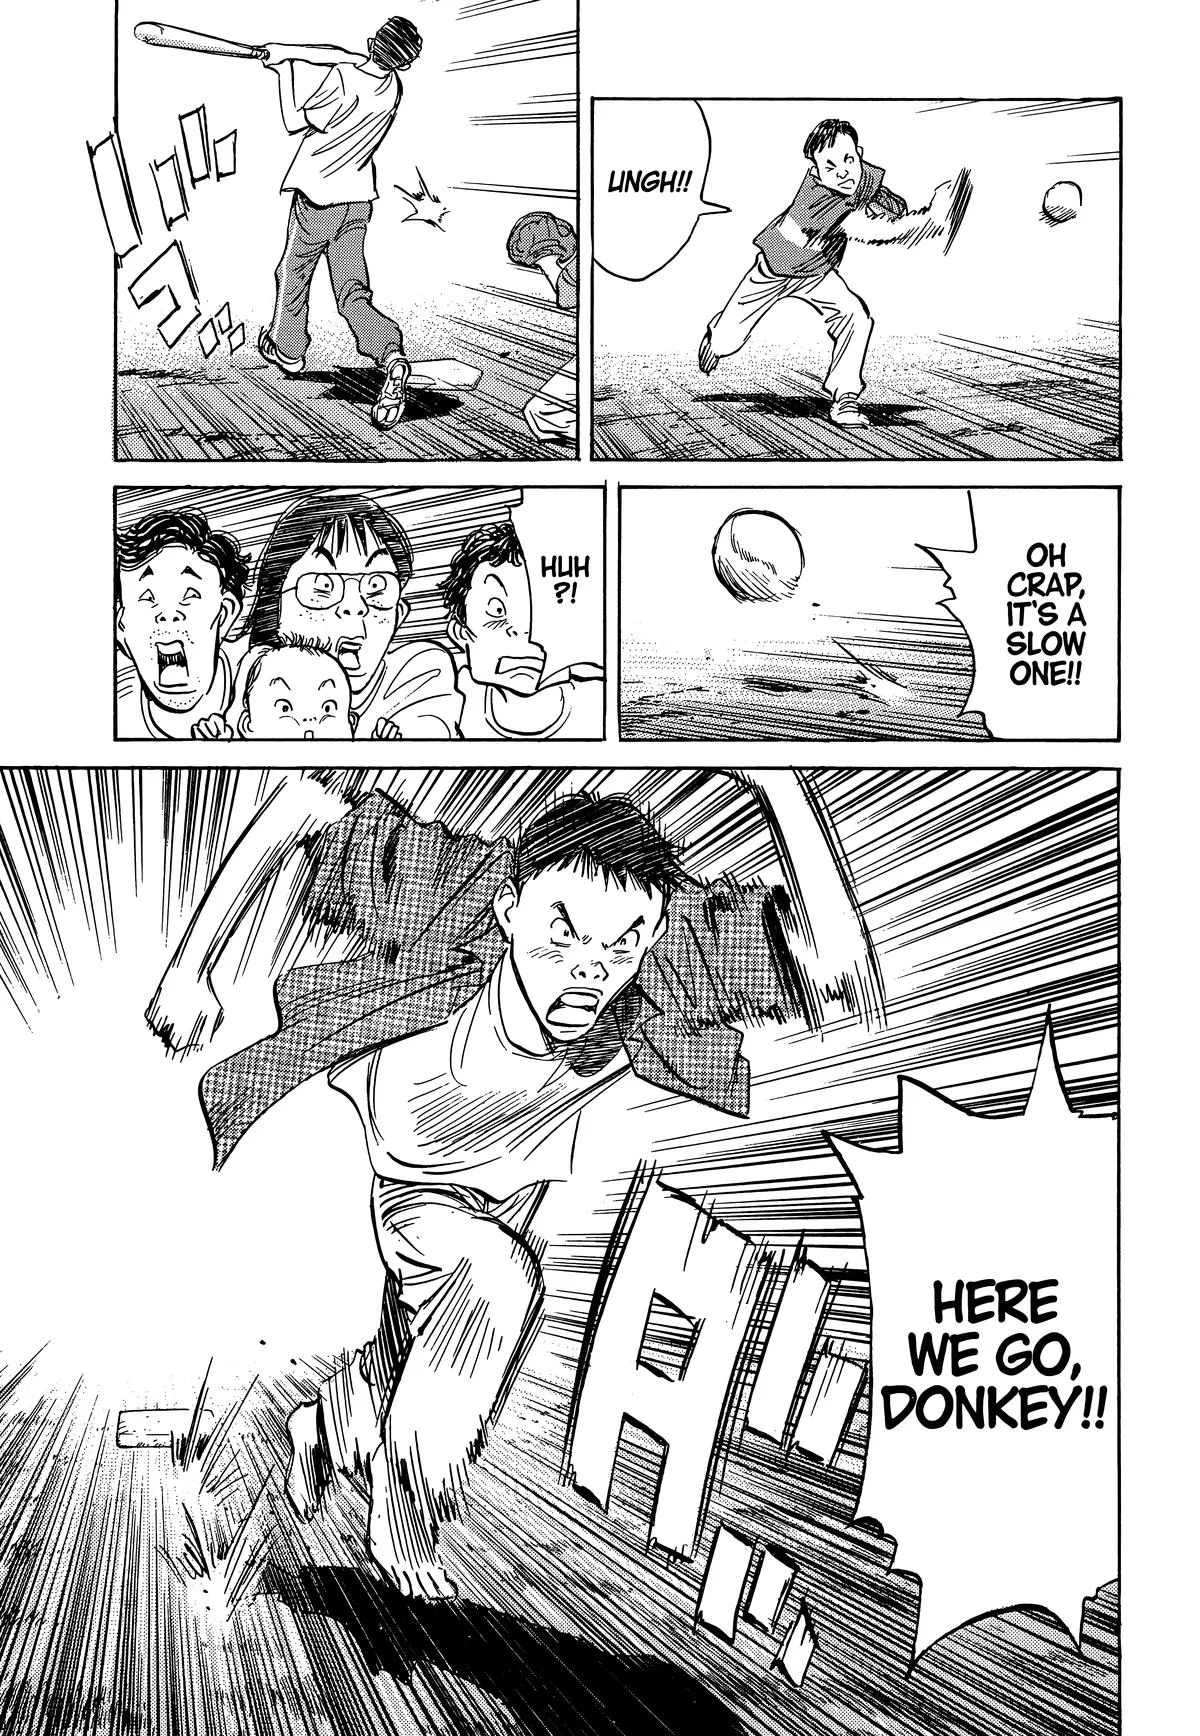 UNGH!!
OH
CRAP,
IT'S A
SLOW
ONE!!
HUH
?!
HERE
WE GO,
DONKEY!!